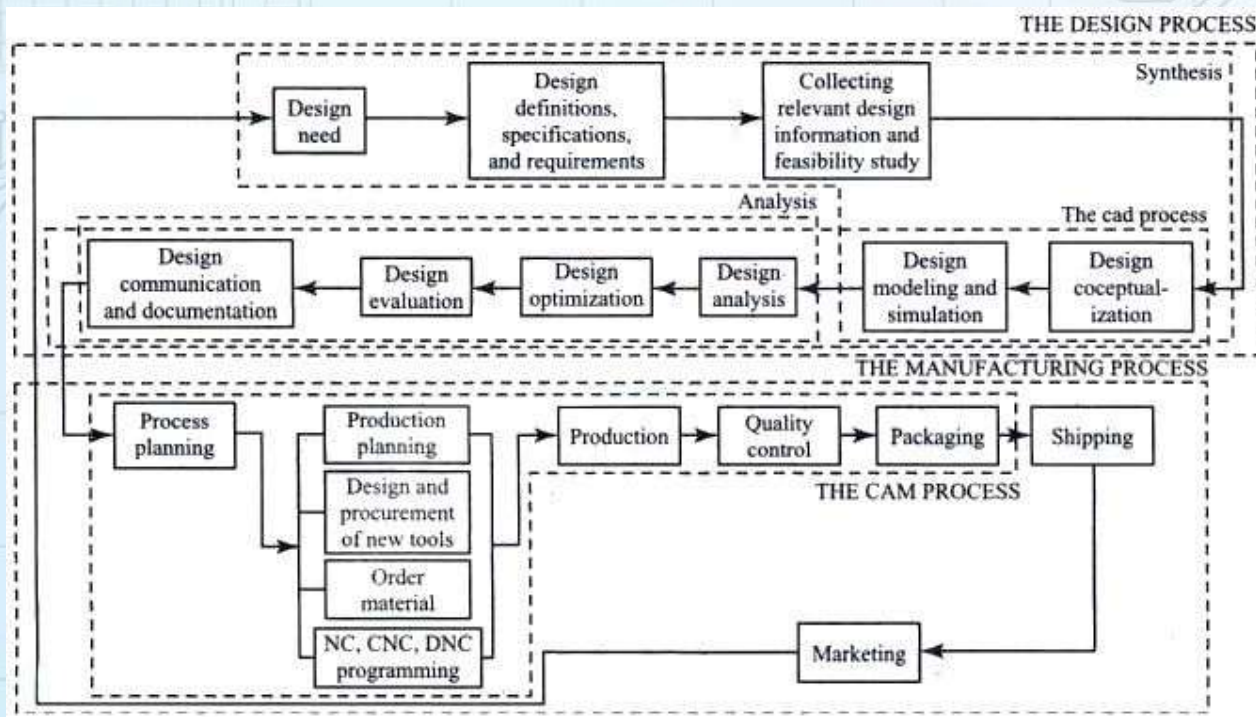 THE DESIGN PROCESS
Synthesis
Design
need
Design
definitions,
specifications,
and requirements
Collecting
relevant design
information and
feasibility study
Analysis
The cad process
Design
communication
and documentation
Design
evaluation
Design
optimization
Design
analysis
Design
modeling and
simulation
Design
coceptual-
ization
THE MANUFACTURING PROCESS
Process
planning
Production
planning
Design and
procurement
of new tools
Order
material
NC, CNC, DNC
programming
Production
Quality
control
Packaging
Shipping
THE CAM PROCESS
Marketing